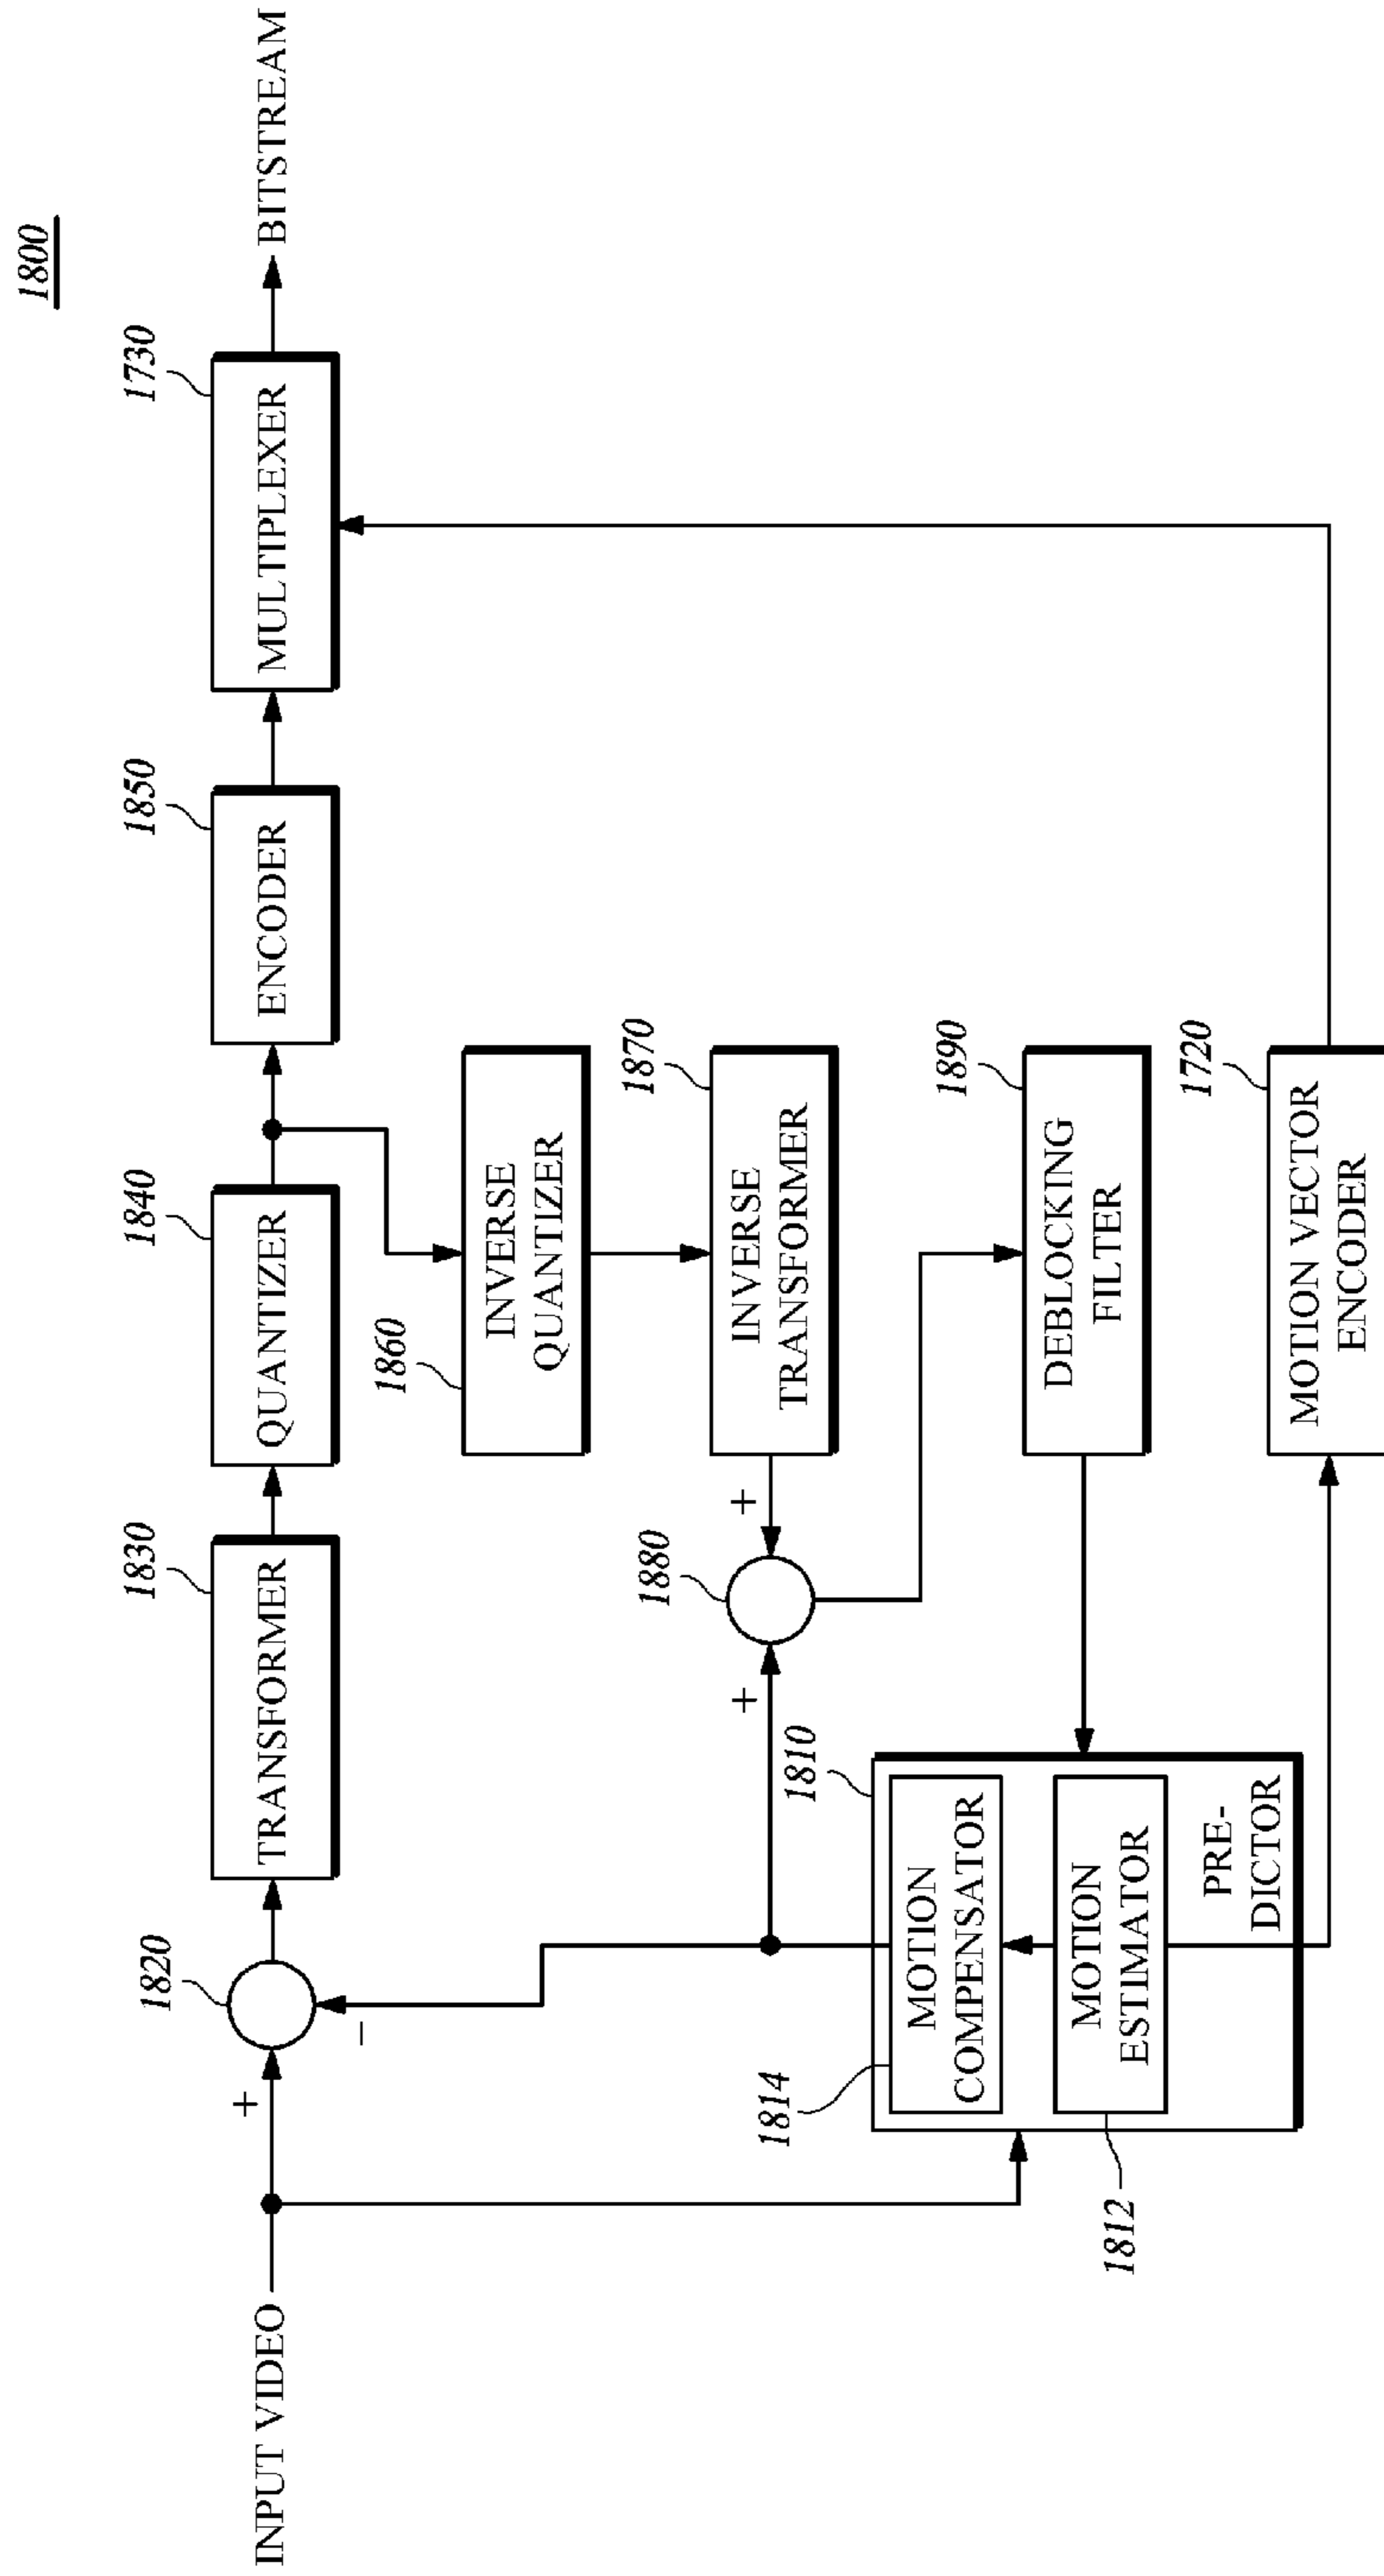 1800
INPUT VIDEO
+
−
1820
1830
TRANSFORMER
1840
QUANTIZER
1850
ENCODER
1730
MULTIPLEXER
BITSTREAM
1860
INVERSE
QUANTIZER
1870
INVERSE
TRANSFORMER
+
1880
+
1890
DEBLOCKING
FILTER
1810
1814
MOTION
COMPENSATOR
MOTION
ESTIMATOR
1812
PRE-
DICTOR
1720
MOTION VECTOR
ENCODER